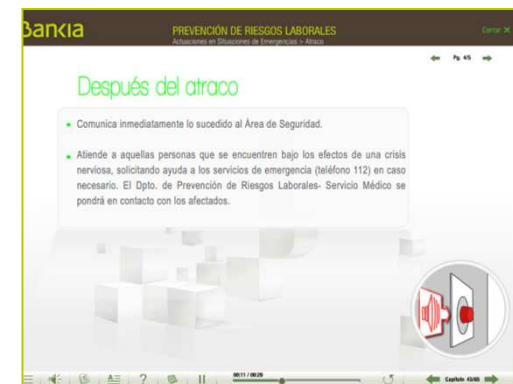 Bankia
PREVENCIÓN DE RIESGOS LABORALES
Actuaciones en Situaciones de Emergencias > Atraco
Cerrar X
Pg. 4/5
Después del atraco
Comunica inmediatamente lo sucedido al Área de Seguridad.
Atiende a aquellas personas que se encuentren bajo los efectos de una crisis
nerviosa, solicitando ayuda a los servicios de emergencia (teléfono 112) en caso
necesario. El Dpto. de Prevención de Riesgos Laborales- Servicio Médico se
pondrá en contacto con los afectados.
00:11 / 00:29
Capítulo 43/65